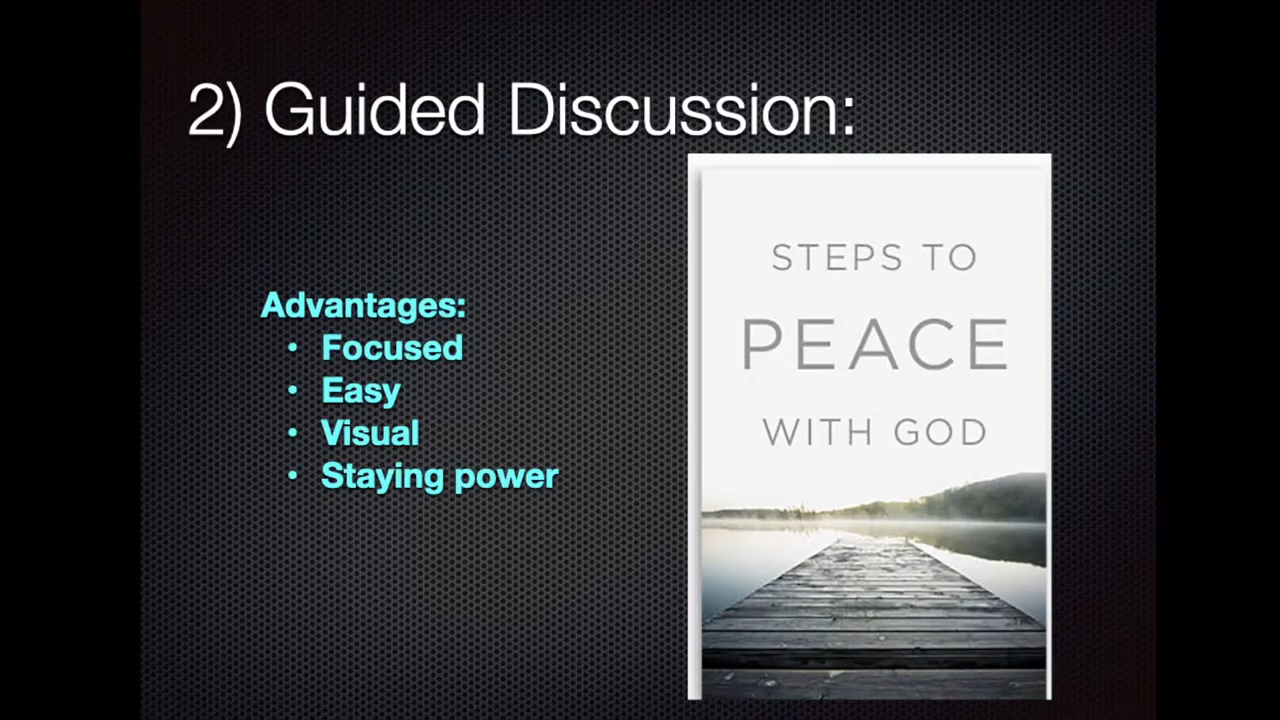 2) Guided Discussion:
Advantages:
• Focused
• Easy
• Visual
• Staying power
STEPS TO
PEACE
WITH GOD